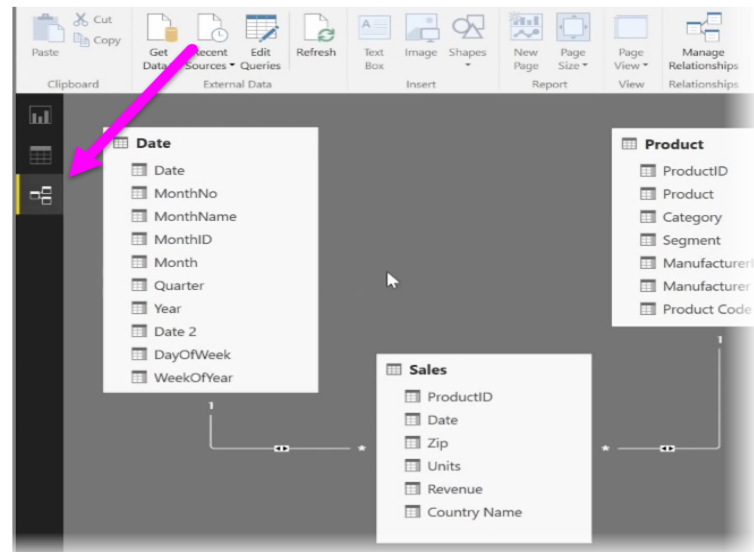 Cut
Copy
Paste
Get Data
Recent Sources
Edit Queries
Refresh
Text Box
Image
Shapes
New Page
Page Size
Page View
Manage Relationships
Clipboard
External Data
Insert
Report
View
Relationships
Date
Date
MonthNo
MonthName
MonthID
Month
Quarter
Year
Date 2
DayOfWeek
WeekOfYear
Product
ProductID
Product
Category
Segment
Manufacturer
Product Code
1
1
Sales
ProductID
Date
Zip
Units
Revenue
Country Name
*
*